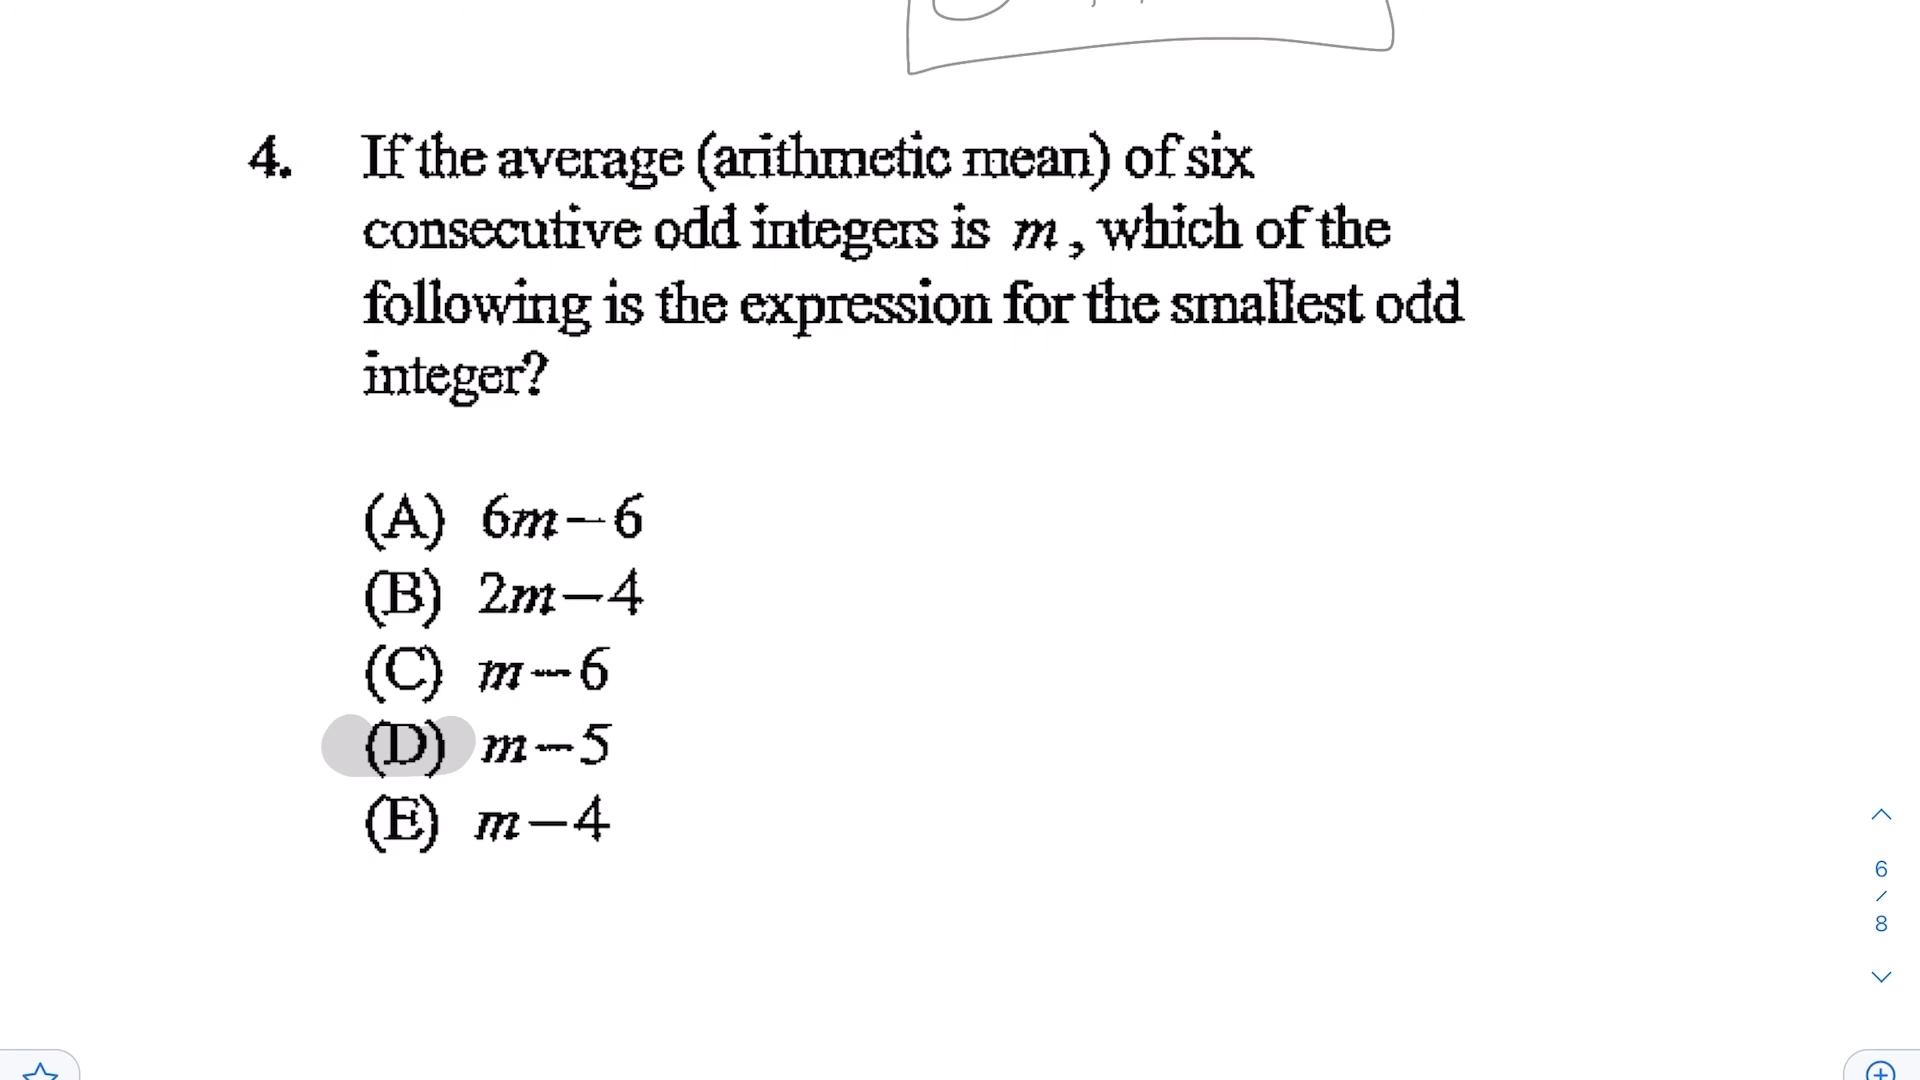 4. If the average (arithmetic mean) of six
consecutive odd integers is m, which of the
following is the expression for the smallest odd
integer?
(A) 6m-6
(B) 2m-4
(C) m-6
(D) m-5
(E) m-4
6
/
8